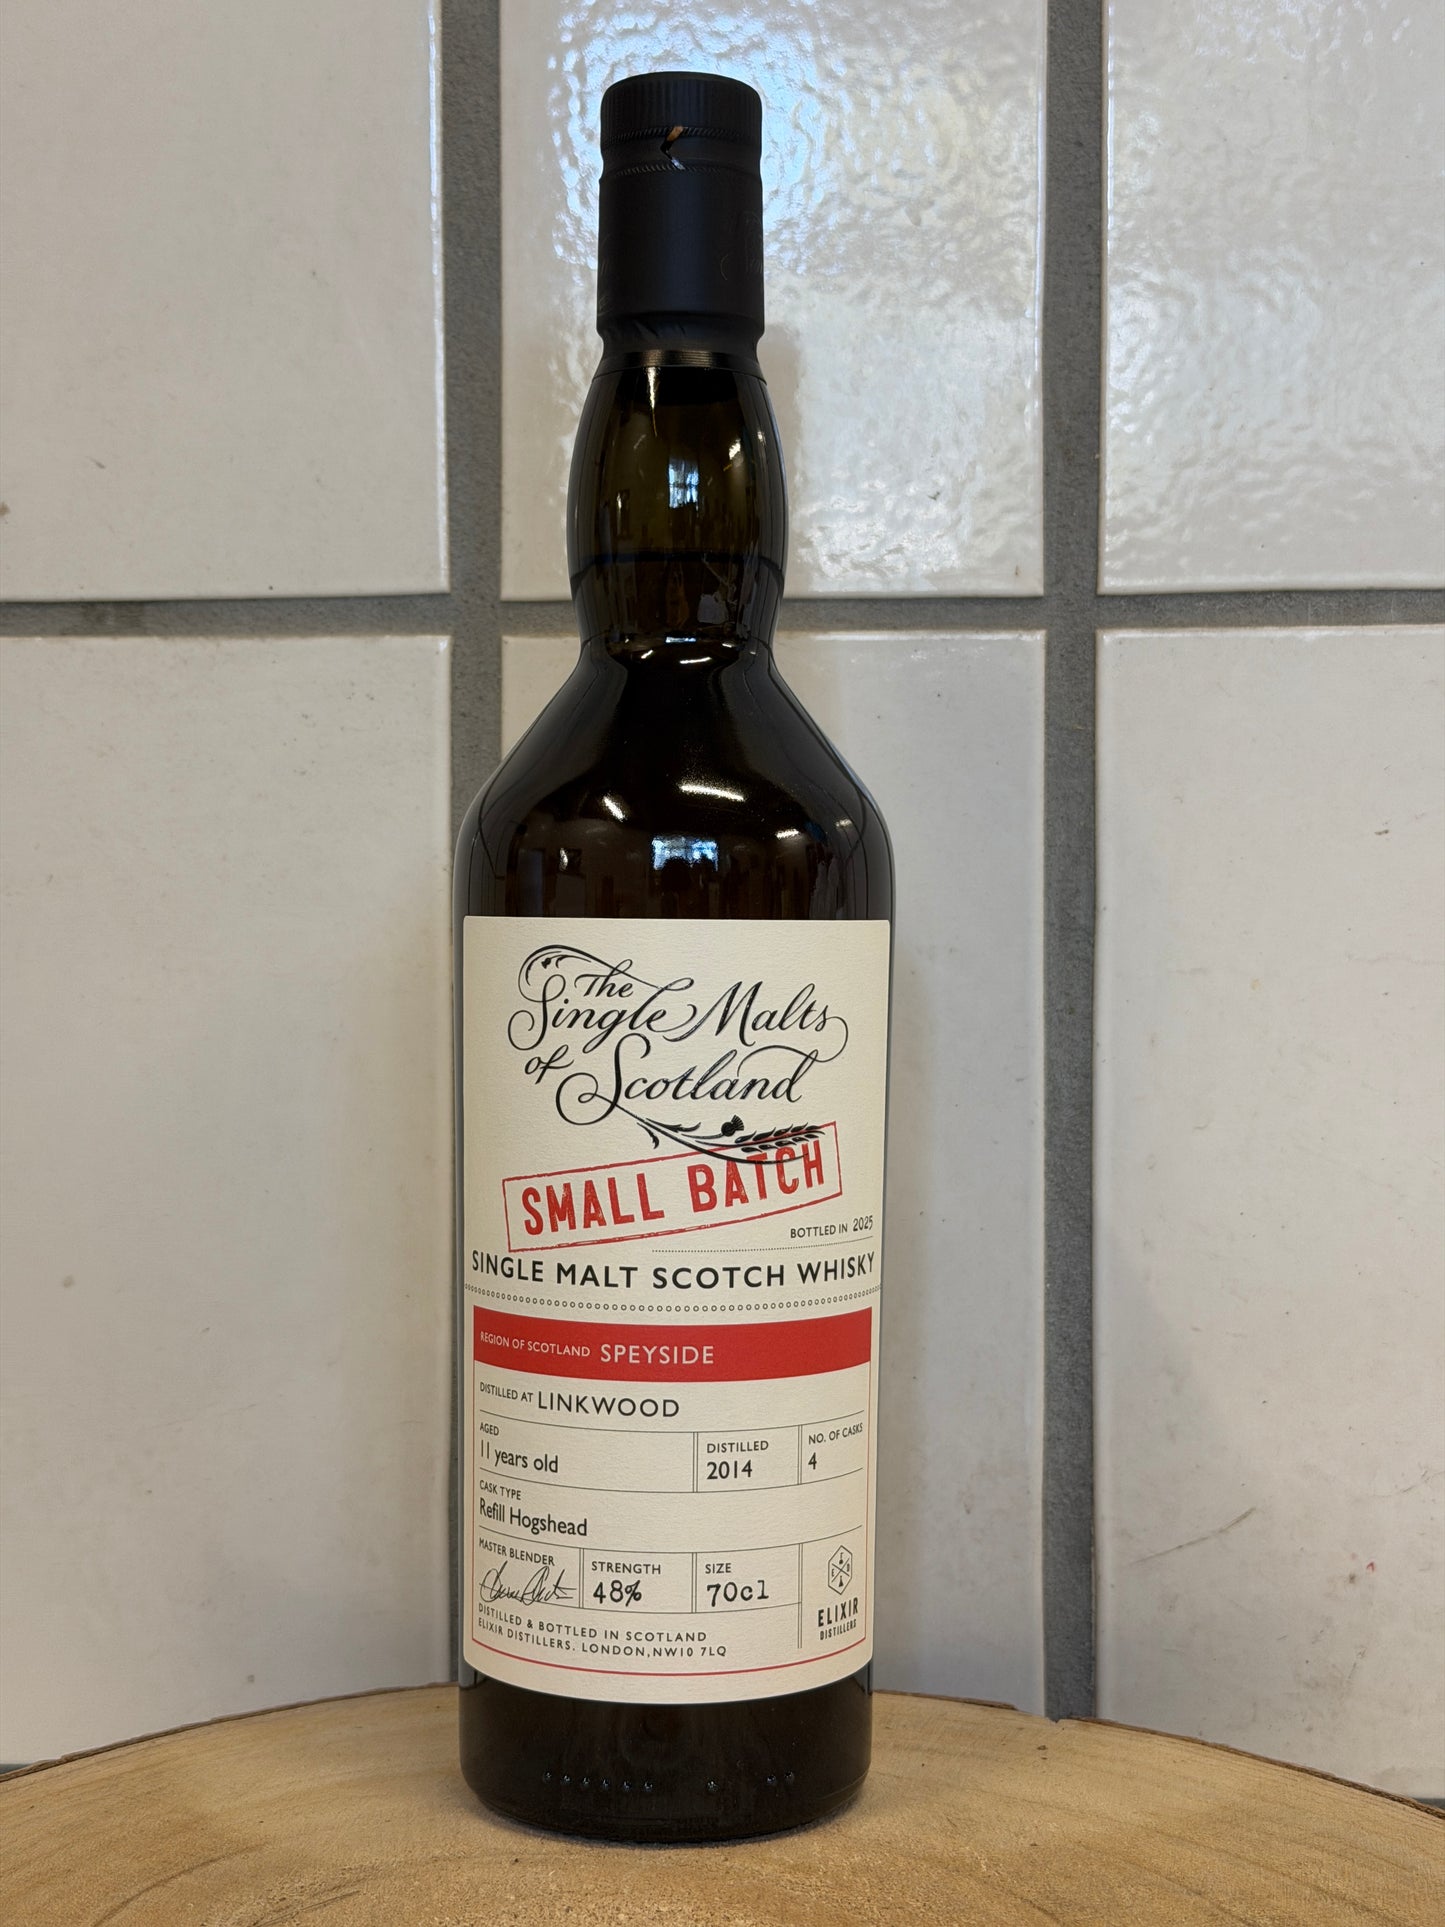 The
Single Malts
of Scotland
SMALL BATCH
BOTTLED IN 2025
SINGLE MALT SCOTCH WHISKY
REGION OF SCOTLAND SPEYSIDE
DISTILLED AT LINKWOOD
AGED
11 years old
DISTILLED
2014
NO. OF CASKS
4
CASK TYPE
Refill Hogshead
MASTER BLENDER
STRENGTH
48%
SIZE
70cl
ELIXIR
DISTILLERS
DISTILLED & BOTTLED IN SCOTLAND
ELIXIR DISTILLERS. LONDON, NW10 7LQ